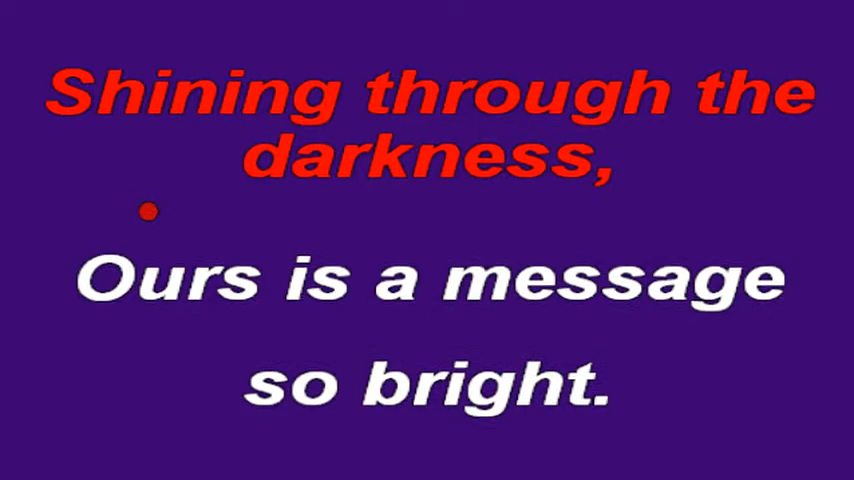 Shining through the
darkness,
Ours is a message
so bright.